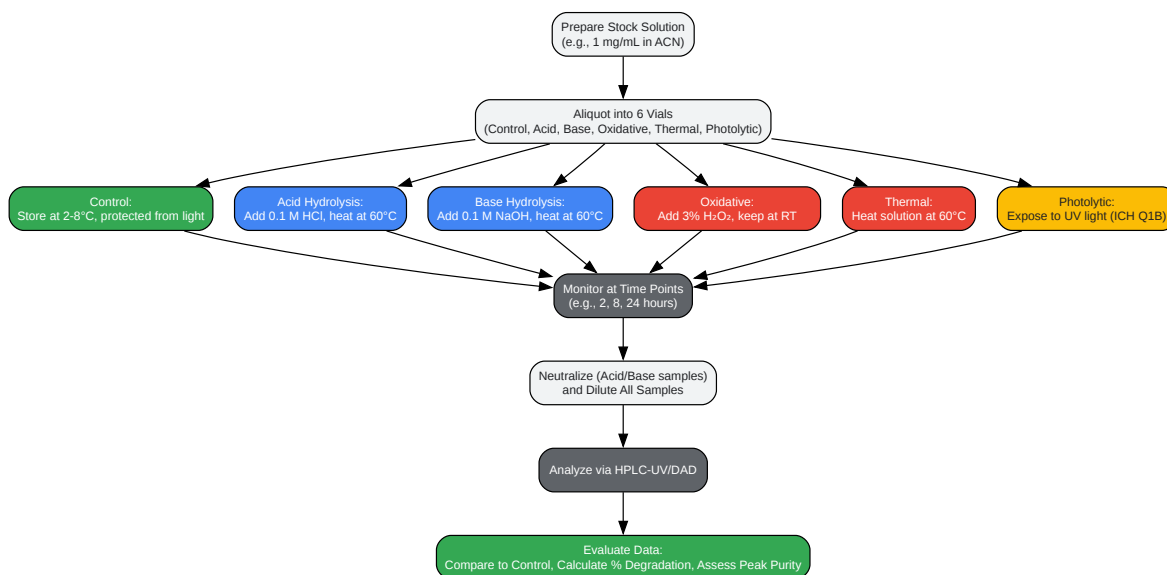 Prepare Stock Solution
(e.g., 1 mg/mL in ACN)
Aliquot into 6 Vials
(Control, Acid, Base, Oxidative, Thermal, Photolytic)
Control:
Store at 2-8°C, protected from light
Acid Hydrolysis:
Add 0.1 M HCl, heat at 60°C
Base Hydrolysis:
Add 0.1 M NaOH, heat at 60°C
Oxidative:
Add 3% H₂O₂, keep at RT
Thermal:
Heat solution at 60°C
Photolytic:
Expose to UV light (ICH Q1B)
Monitor at Time Points
(e.g., 2, 8, 24 hours)
Neutralize (Acid/Base samples)
and Dilute All Samples
Analyze via HPLC-UV/DAD
Evaluate Data:
Compare to Control, Calculate % Degradation, Assess Peak Purity